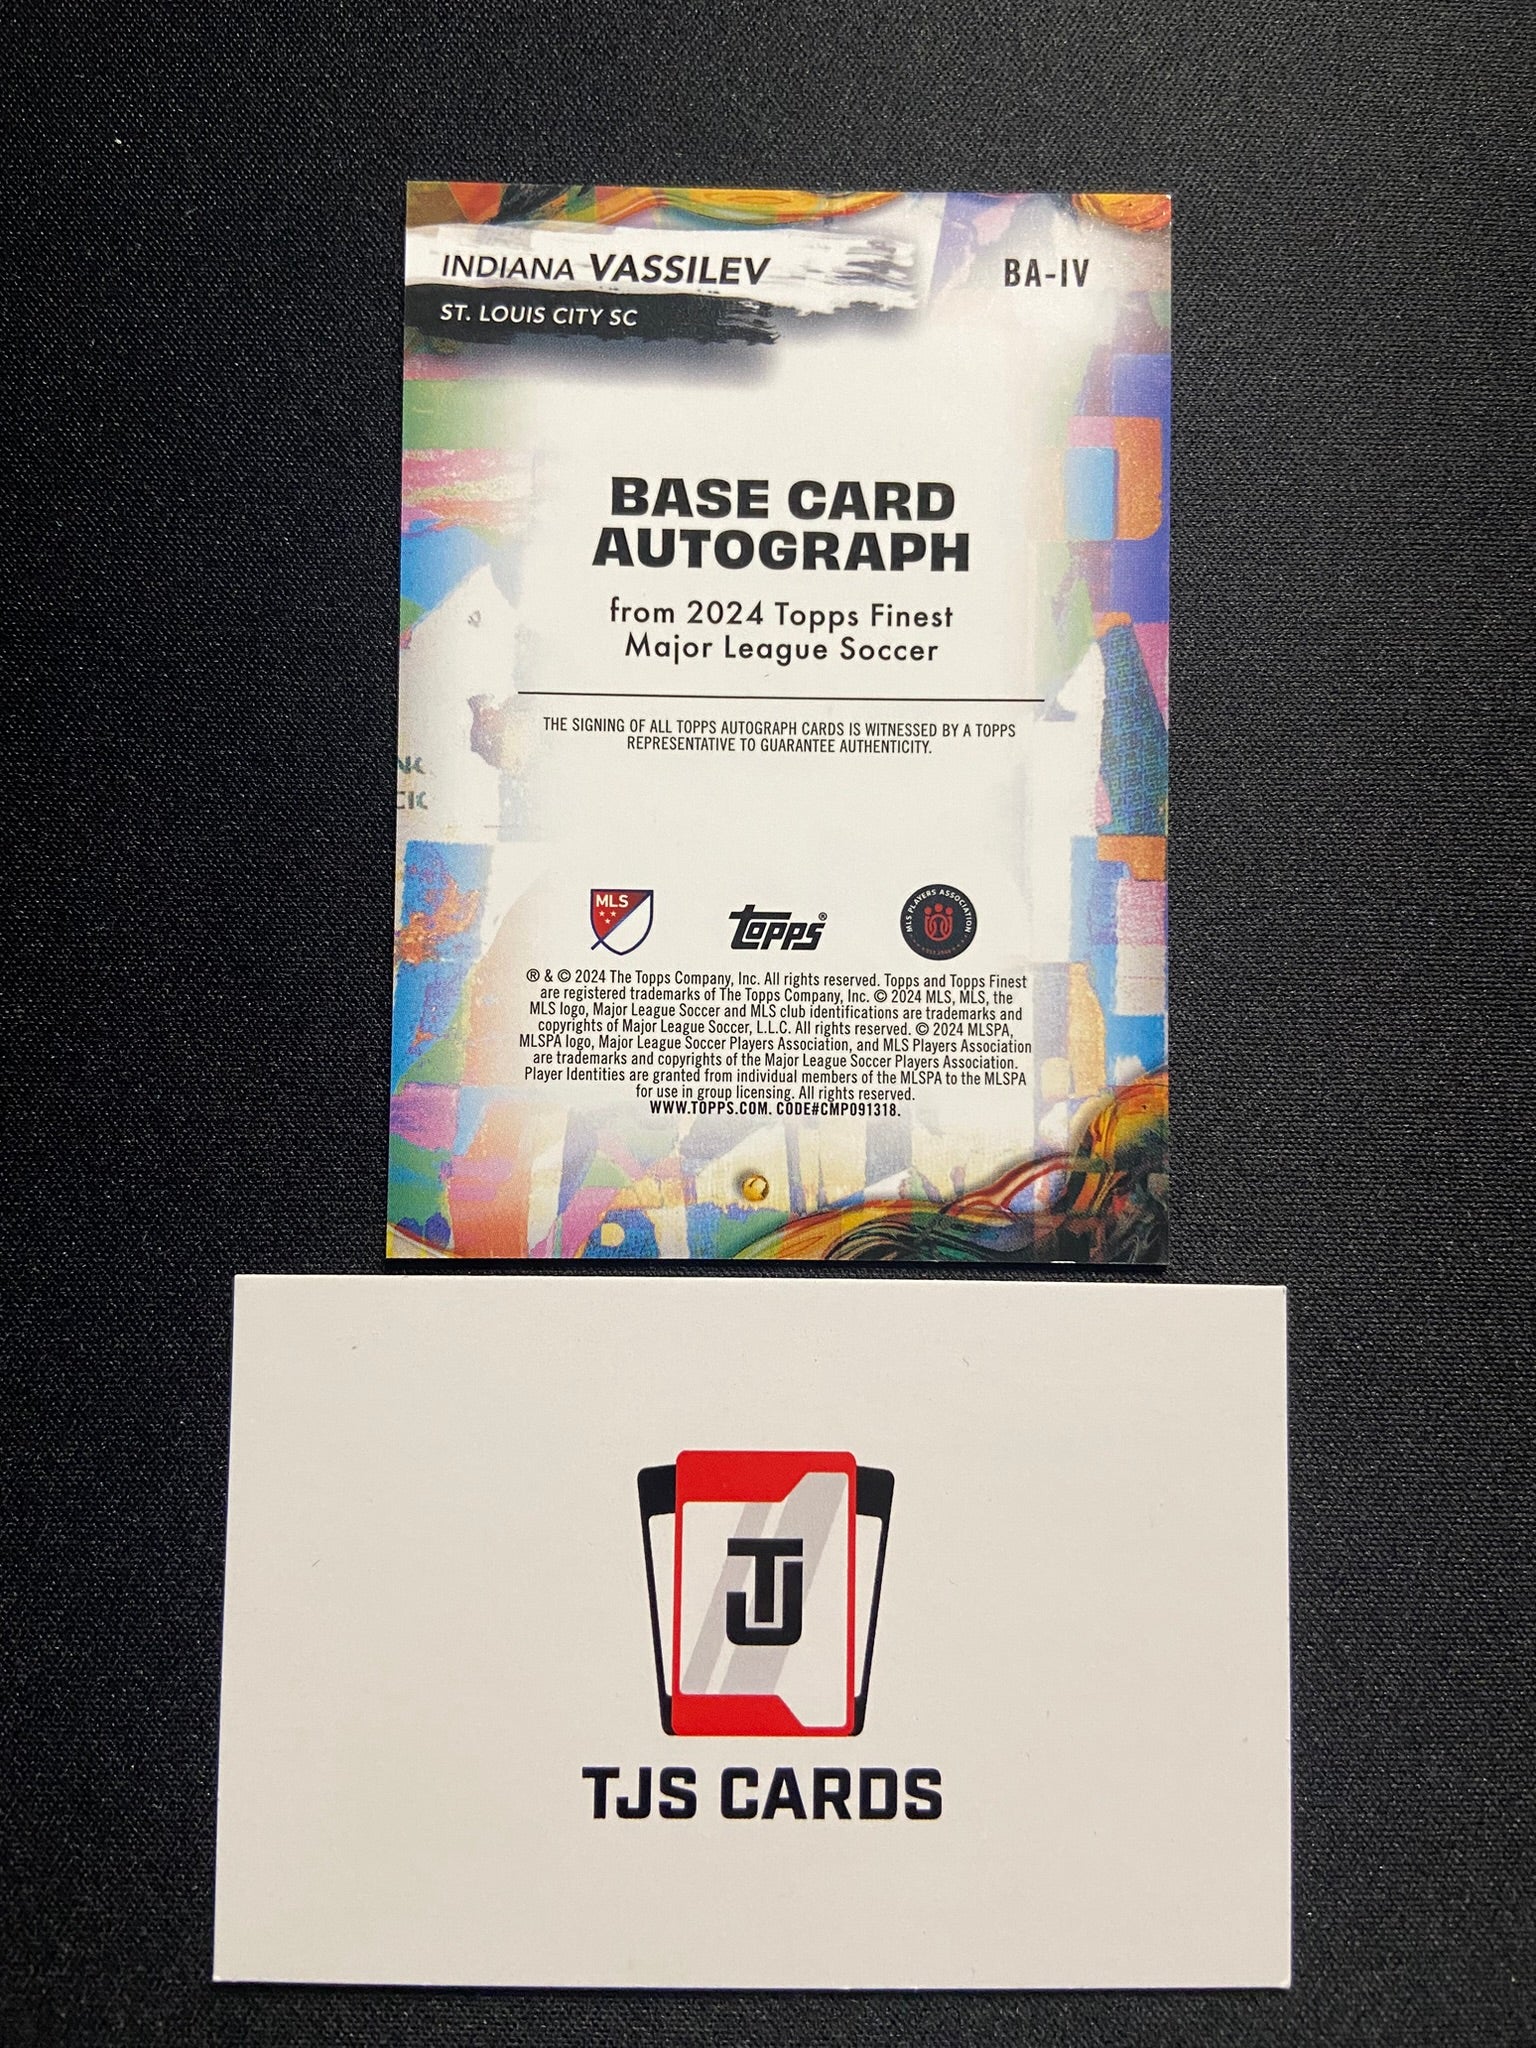 INDIANA VASSILEV
BA-IV
ST. LOUIS CITY SC
BASE CARD
AUTOGRAPH
from 2024 Topps Finest
Major League Soccer
THE SIGNING OF ALL TOPPS AUTOGRAPH CARDS IS WITNESSED BY A TOPPS
REPRESENTATIVE TO GUARANTEE AUTHENTICITY.
MLS
topps®
MLS PLAYERS ASSOCIATION
® & © 2024 The Topps Company, Inc. All rights reserved. Topps and Topps Finest
are registered trademarks of The Topps Company, Inc. © 2024 MLS, MLS, the
MLS logo, Major League Soccer and MLS club identifications are trademarks and
copyrights of Major League Soccer, L.L.C. All rights reserved. © 2024 MLSPA,
MLSPA logo, Major League Soccer Players Association, and MLS Players Association
are trademarks and copyrights of the Major League Soccer Players Association.
Player Identities are granted from individual members of the MLSPA to the MLSPA
for use in group licensing. All rights reserved.
WWW.TOPPS.COM. CODE#CMP091318.
TJ
TJS CARDS